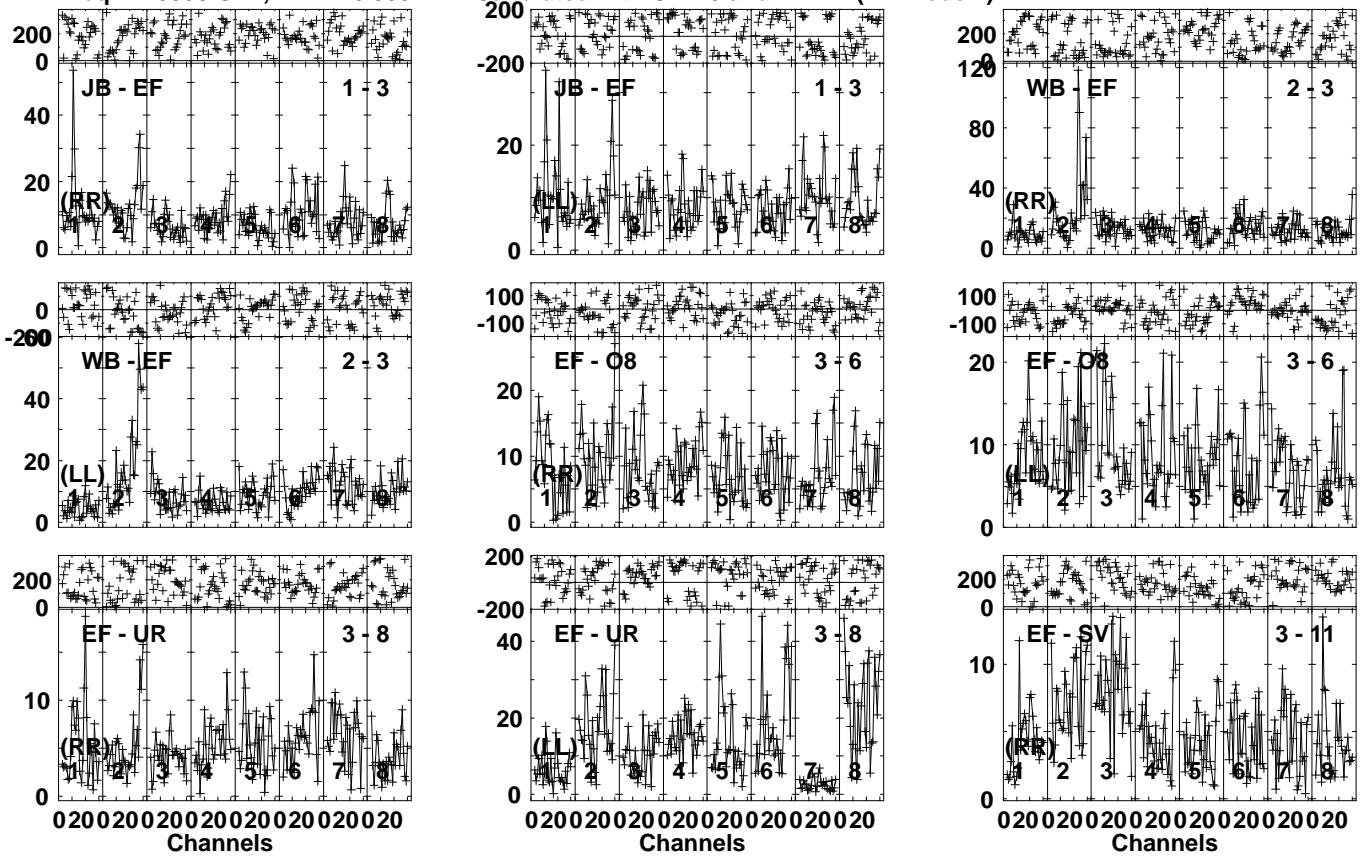 200 0
JB - EF 1 - 3
40 20 0
(RR)
1 2 3 4 5 6 7 8
200 -200
JB - EF 1 - 3
20 0
(LL)
1 2 3 4 5 6 7 8
200 0
WB - EF 2 - 3
120 80 40 0
(RR)
1 2 3 4 5 6 7 8
0 -200
WB - EF 2 - 3
60 40 20 0
(LL)
1 2 3 4 5 6 7 8
100 -100
EF - O8 3 - 6
20 10 0
(RR)
1 2 3 4 5 6 7 8
100 -100
EF - O8 3 - 6
20 10 0
(LL)
1 2 3 4 5 6 7 8
200 0
EF - UR 3 - 8
10 0
(RR)
1 2 3 4 5 6 7 8
200 -200
EF - UR 3 - 8
40 20 0
(LL)
1 2 3 4 5 6 7 8
200 0
EF - SV 3 - 11
10 0
(RR)
1 2 3 4 5 6 7 8
0 20 0 20 0 20 0 20 0 20 0 20 0 20 0 20
Channels
0 20 0 20 0 20 0 20 0 20 0 20 0 20 0 20
Channels
0 20 0 20 0 20 0 20 0 20 0 20 0 20 0 20
Channels